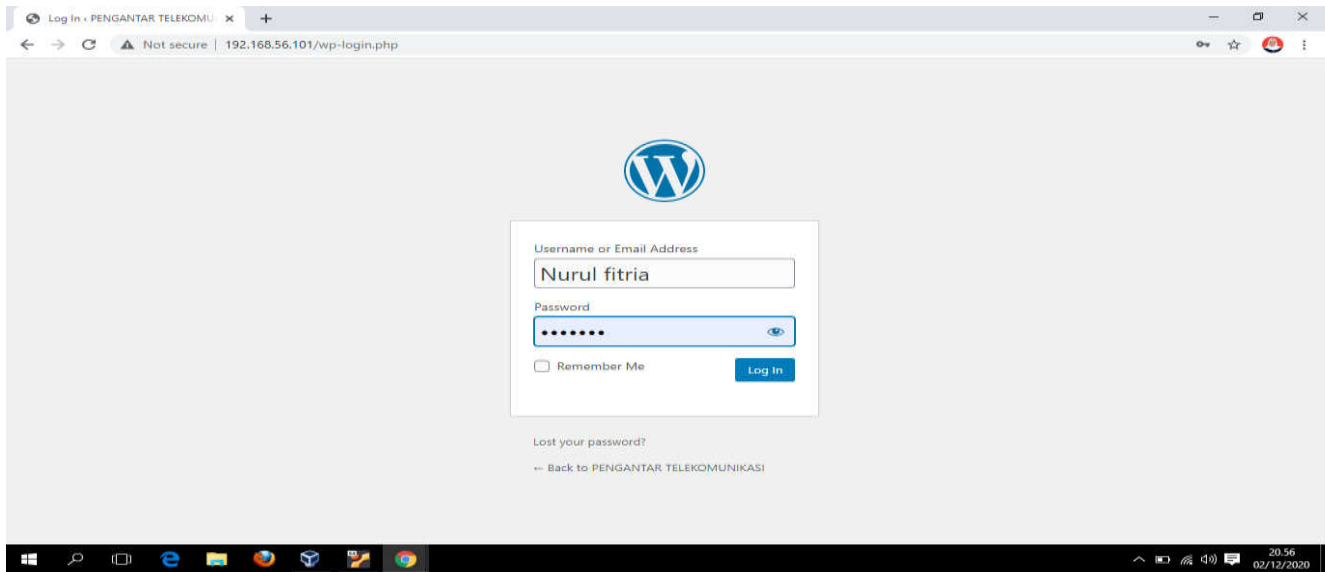 Log In ‹ PENGANTAR TELEKOMU
Not secure | 192.168.56.101/wp-login.php
Username or Email Address
Nurul fitria
Password
•••••••
Remember Me
Log In
Lost your password?
← Back to PENGANTAR TELEKOMUNIKASI
20.56
02/12/2020